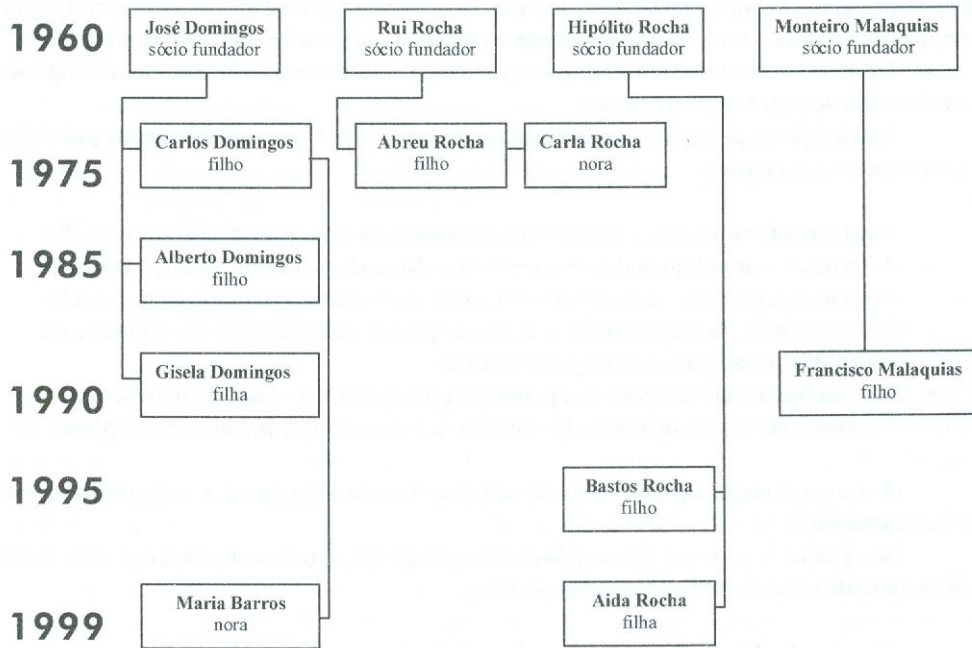 1960
José Domingos
sócio fundador
Rui Rocha
sócio fundador
Hipólito Rocha
sócio fundador
Monteiro Malaquias
sócio fundador
1975
Carlos Domingos
filho
Abreu Rocha
filho
Carla Rocha
nora
1985
Alberto Domingos
filho
1990
Gisela Domingos
filha
Francisco Malaquias
filho
1995
Bastos Rocha
filho
1999
Maria Barros
nora
Aida Rocha
filha